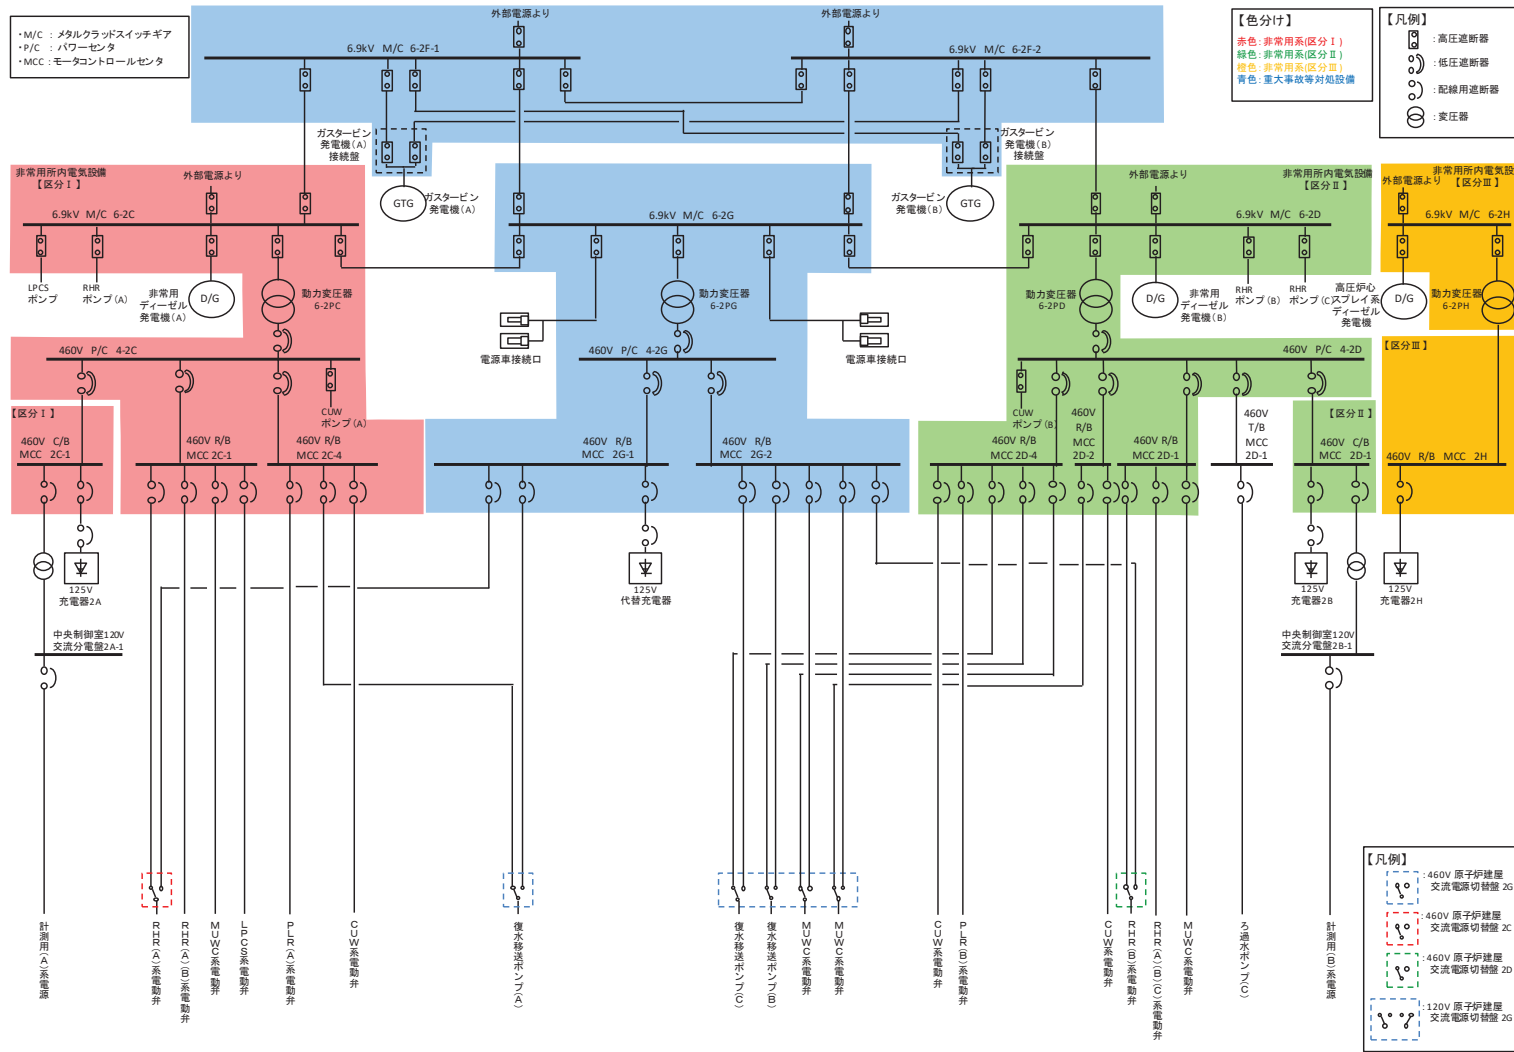 ・M/C : メタルクラッドスイッチギア
・P/C : パワーセンタ
・MCC : モータコントロールセンタ
外部電源より
外部電源より
6.9kV M/C 6-2F-1
6.9kV M/C 6-2F-2
【色分け】
赤色:非常用系(区分Ⅰ)
緑色:非常用系(区分Ⅱ)
橙色:非常用系(区分Ⅲ)
青色:重大事故等対処設備
【凡例】
:高圧遮断器
:低圧遮断器
:配線用遮断器
:変圧器
ガスタービン
発電機(A)
接続盤
ガスタービン
発電機(B)
接続盤
GTG
ガスタービン
発電機(A)
ガスタービン
発電機(B)
GTG
非常用所内電気設備
【区分Ⅰ】
外部電源より
6.9kV M/C 6-2C
LPCS
ポンプ
RHR
ポンプ(A)
非常用
ディーゼル
発電機(A)
D/G
動力変圧器
6-2PC
6.9kV M/C 6-2G
動力変圧器
6-2PG
電源車接続口
電源車接続口
外部電源より
非常用所内電気設備
【区分Ⅱ】
6.9kV M/C 6-2D
動力変圧器
6-2PD
D/G
非常用
ディーゼル
発電機(B)
RHR
ポンプ(B)
RHR
ポンプ(C)
非常用所内電気設
【区分Ⅲ】
外部電源より
6.9kV M/C 6-2H
高圧炉心
スプレイ系
ディーゼル
発電機
D/G
動力変圧器
6-2PH
460V P/C 4-2C
CUW
ポンプ(A)
460V P/C 4-2G
460V P/C 4-2D
CUW
ポンプ(B)
【区分Ⅰ】
460V C/B
MCC 2C-1
460V R/B
MCC 2C-1
460V R/B
MCC 2C-4
460V R/B
MCC 2G-1
460V R/B
MCC 2G-2
460V R/B
MCC 2D-4
460V
R/B
MCC
2D-2
460V R/B
MCC 2D-1
460V
T/B
MCC
2D-1
【区分Ⅱ】
460V C/B
MCC 2D-1
【区分Ⅲ】
460V R/B MCC 2H
125V
充電器2A
125V
代替充電器
125V
充電器2B
125V
充電器2H
中央制御室120V
交流分電盤2A-1
中央制御室120V
交流分電盤2B-1
計測用(A)系電源
RHR(A)系電動弁
RHR(A)(B)系電動弁
MUWC系電動弁
LPCS系電動弁
PLR(A)系電動弁
CUW系電動弁
復水移送ポンプ(A)
復水移送ポンプ(C)
復水移送ポンプ(B)
MUWC系電動弁
MUWC系電動弁
CUW系電動弁
PLR(B)系電動弁
CUW系電動弁
RHR(B)系電動弁
RHR(A)(B)(C)系電動弁
MUWC系電動弁
ろ過水ポンプ(C)
計測用(B)系電源
【凡例】
:460V 原子炉建屋
交流電源切替盤 2G
:460V 原子炉建屋
交流電源切替盤 2C
:460V 原子炉建屋
交流電源切替盤 2D
:120V 原子炉建屋
交流電源切替盤 2G